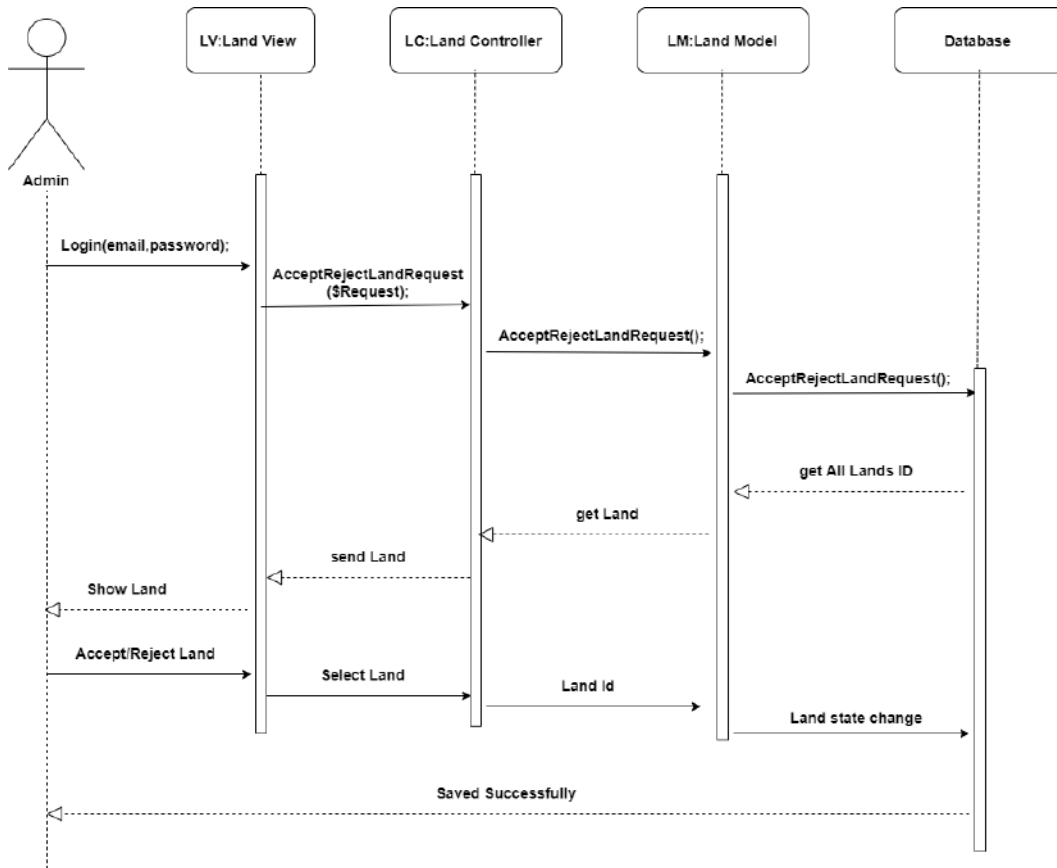 LV:Land View
LC:Land Controller
LM:Land Model
Database
Admin
Login(email,password);
AcceptRejectLandRequest
($Request);
AcceptRejectLandRequest();
AcceptRejectLandRequest();
get All Lands ID
get Land
send Land
Show Land
Accept/Reject Land
Select Land
Land Id
Land state change
Saved Successfully